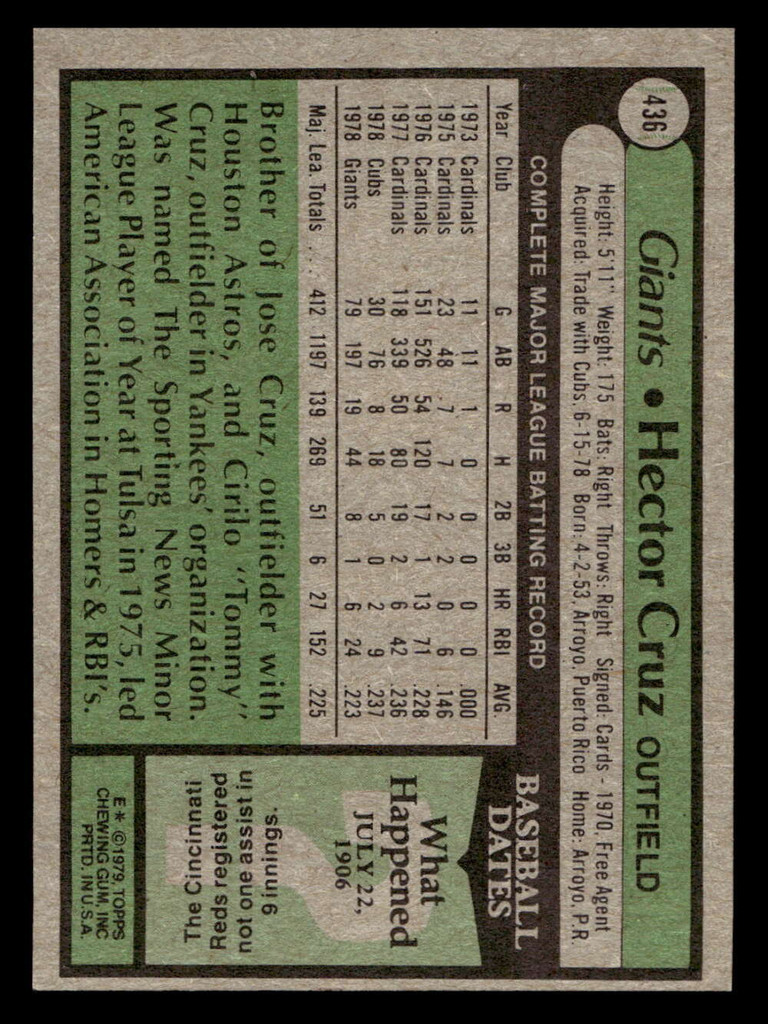 436
Giants • Hector Cruz OUTFIELD
Height: 5'11" Weight: 175 Bats: Right Throws: Right Signed: Cards - 1970, Free Agent
Acquired: Trade with Cubs, 6-15-78 Born: 4-2-53, Arroyo, Puerto Rico Home: Arroyo, P.R
COMPLETE MAJOR LEAGUE BATTING RECORD
Year Club G AB R H 2B 3B HR RBI AVG.
1973 Cardinals 11 11 1 0 0 0 0 0 .000
1975 Cardinals 23 48 7 7 2 2 0 6 .146
1976 Cardinals 151 526 54 120 17 1 13 71 .228
1977 Cardinals 118 339 50 80 19 2 6 42 .236
1978 Cubs 30 76 8 18 5 0 2 9 .237
1978 Giants 79 197 19 44 8 1 6 24 .223
Maj. Lea. Totals .... 412 1197 139 269 51 6 27 152 .225
Brother of Jose Cruz, outfielder with
Houston Astros, and Cirilo "Tommy"
Cruz, outfielder in Yankees' organization.
Was named The Sporting News Minor
League Player of Year at Tulsa in 1975, led
American Association in Homers & RBI's.
BASEBALL
DATES
What
Happened
JULY 22,
1906
The Cincinnati
Reds registered
not one assist in
9 innings.
E* © 1979, TOPPS
CHEWING GUM, INC
PRTD. IN U.S.A.